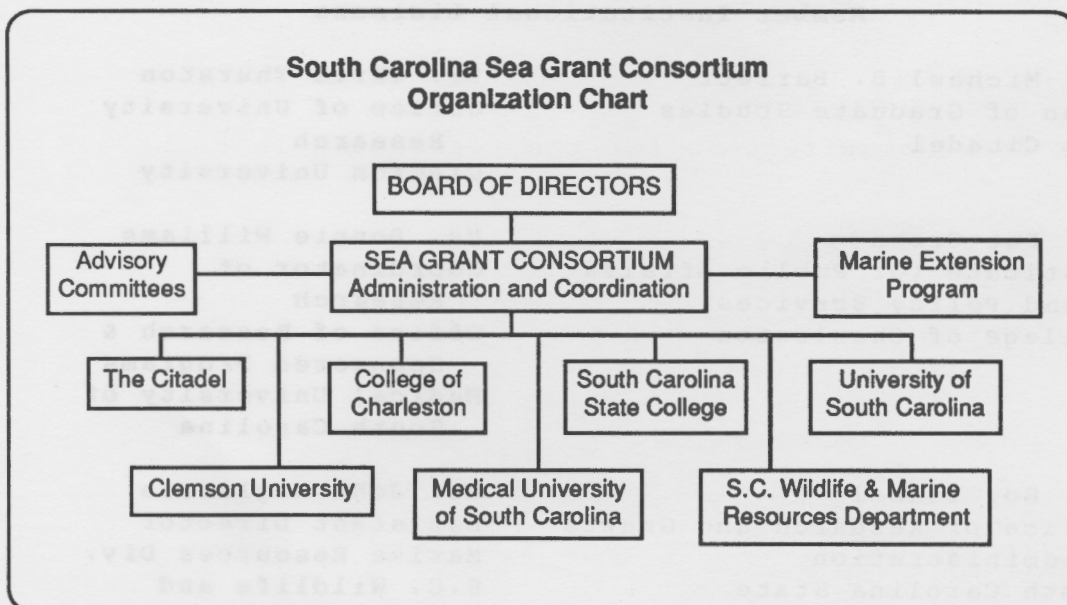 South Carolina Sea Grant Consortium
Organization Chart
BOARD OF DIRECTORS
Advisory
Committees
SEA GRANT CONSORTIUM
Administration and Coordination
Marine Extension
Program
The Citadel
College of
Charleston
South Carolina
State College
University of
South Carolina
Clemson University
Medical University
of South Carolina
S.C. Wildlife & Marine
Resources Department